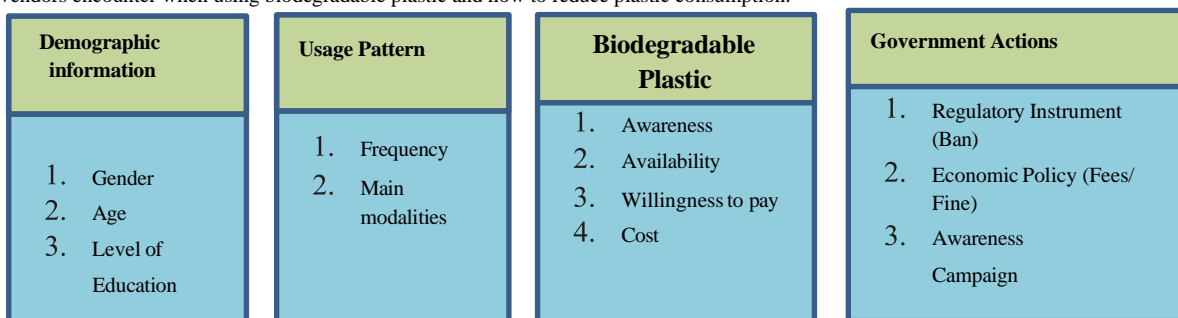 vendors encounter when using biodegradable plastic and how to reduce plastic consumption.
Demographic
information
1. Gender
2. Age
3. Level of
Education
Usage Pattern
1. Frequency
2. Main
modalities
Biodegradable
Plastic
1. Awareness
2. Availability
3. Willingness to pay
4. Cost
Government Actions
1. Regulatory Instrument
(Ban)
2. Economic Policy (Fees/
Fine)
3. Awareness
Campaign